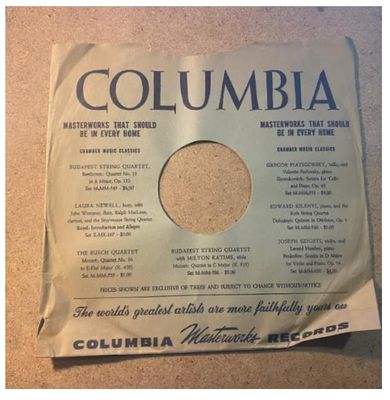 COLUMBIA
MASTERWORKS THAT SHOULD
BE IN EVERY HOME
CHAMBER MUSIC CLASSICS
BUDAPEST STRING QUARTET,
Beethoven: Quartet No. 15
in A Minor, Op. 132
LAURA NEWELL, harp, with
John Wummer, flute, Ralph McLane,
clarinet, and the Stuyvesant String Quartet
Ravel: Introduction and Allegro
THE BUSCH QUARTET
Mozart: Quartet No. 16
in E-flat Major (K. 428)
BUDAPEST STRING QUARTET
with MILTON KATIMS, viola
Mozart: Quintet in C Major (K. 515)
MASTERWORKS THAT SHOULD
BE IN EVERY HOME
CHAMBER MUSIC CLASSICS
GREGOR PIATIGORSKY, cello, and
Valentin Pavlovsky, piano
Shostakovich: Sonata for 'Cello
and Piano, Op. 40
EDWARD KILENYI, piano, and the
Roth String Quartet
Dohnányi: Quintet in C Minor, Op. 1
JOSEPH SZIGETI, violin, and
Leonid Hambro, piano
Prokofiev: Sonata in D Major
for Violin and Piano, Op. 94
PRICES SHOWN ARE EXCLUSIVE OF TAXES AND SUBJECT TO CHANGE WITHOUT NOTICE
The world's greatest artists are more faithfully yours on
COLUMBIA Masterworks RECORDS